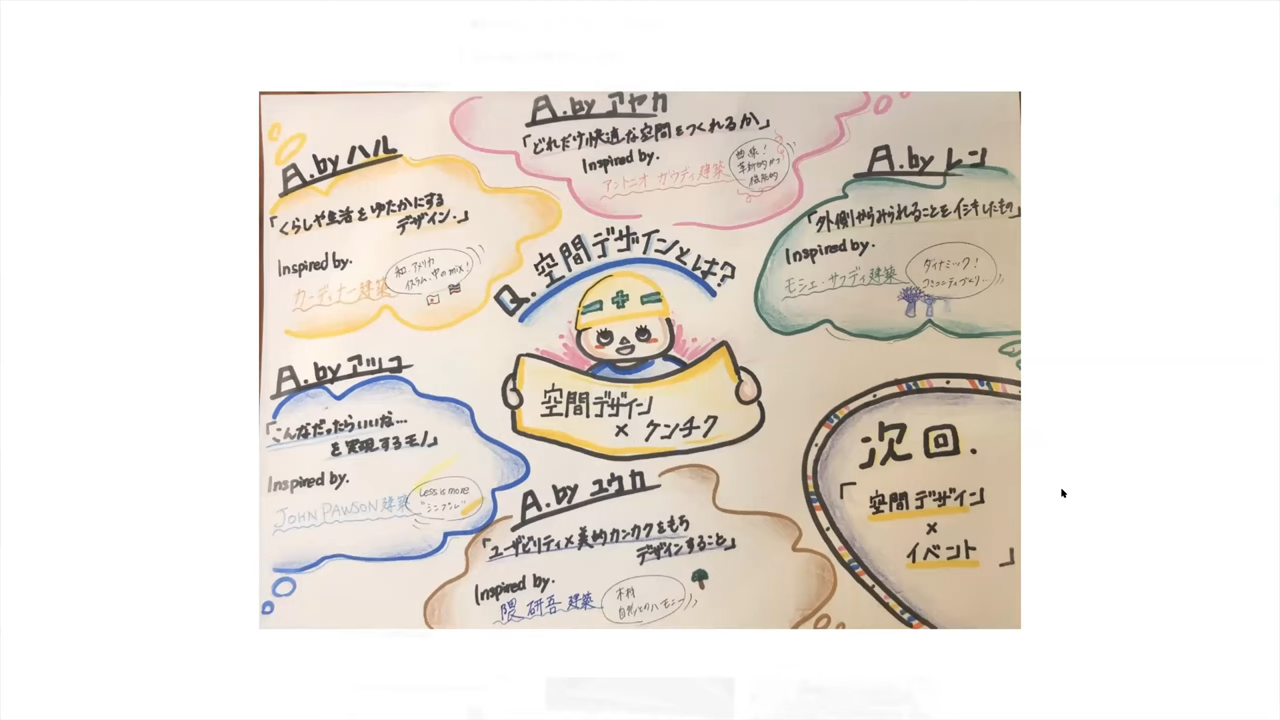 A. by アヤカ
「どれだけ快適な空間をつくれるか」
Inspired by.
アントニオ ガウディ建築
曲線！
革新的かつ
A. by ハル
「くらしや生活をゆたかにする
デザイン.」
Inspired by.
カーディナー建築
和、アメリカ
イスラム、中のmix！
A. by レン
「外側からみられることを、イシキしたもの」
Inspired by.
モシェ・サフディ建築
ダイナミック！
コミュニティづくり...
Q. 空間デザインとは？
空間デザイン
× ケンチク
A. by アツコ
「こんなだったらいいな...
を実現するモノ」
Inspired by.
JOHN PAWSON 建築
Less is more
"シンプル"
A. by ユウカ
「ユーザビリティ×美的カンカクをもち
デザインすること」
Inspired by.
隈 研吾 建築
木材
自然とのハーモニー
次回.
「空間デザイン
×
イベント」